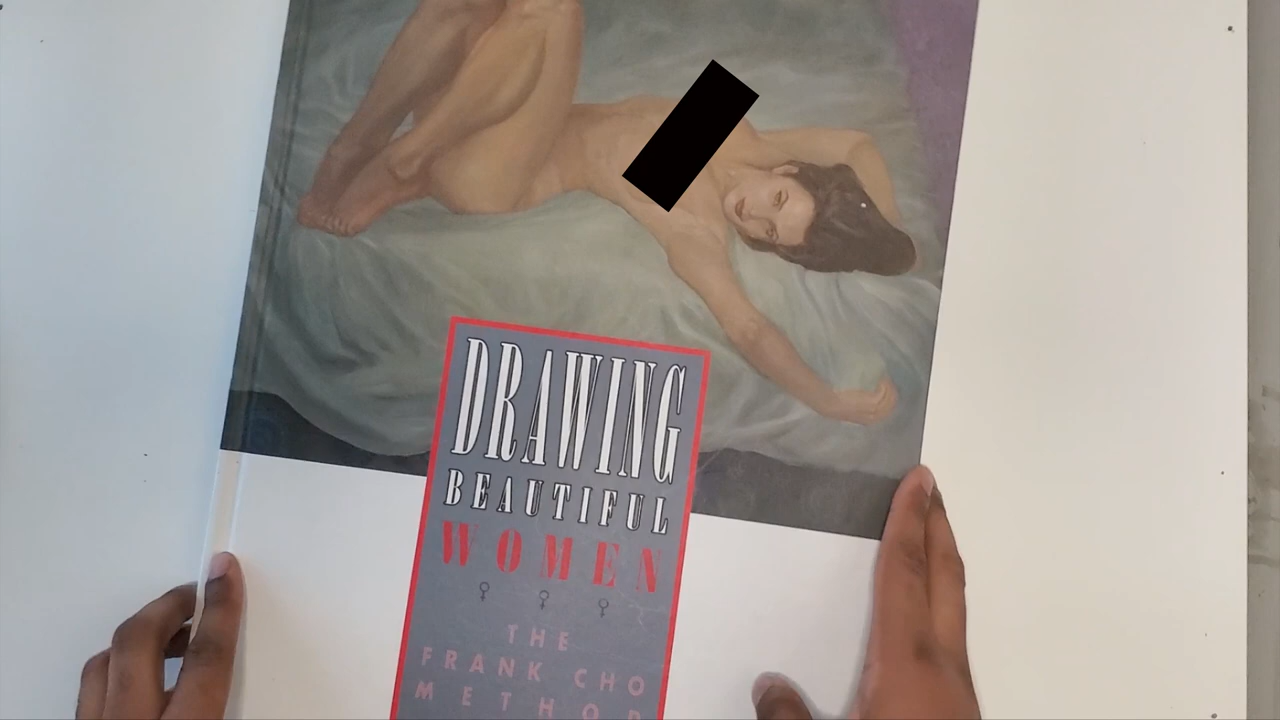 DRAWING
BEAUTIFUL
WOMEN
THE
FRANK CHO
METHOD